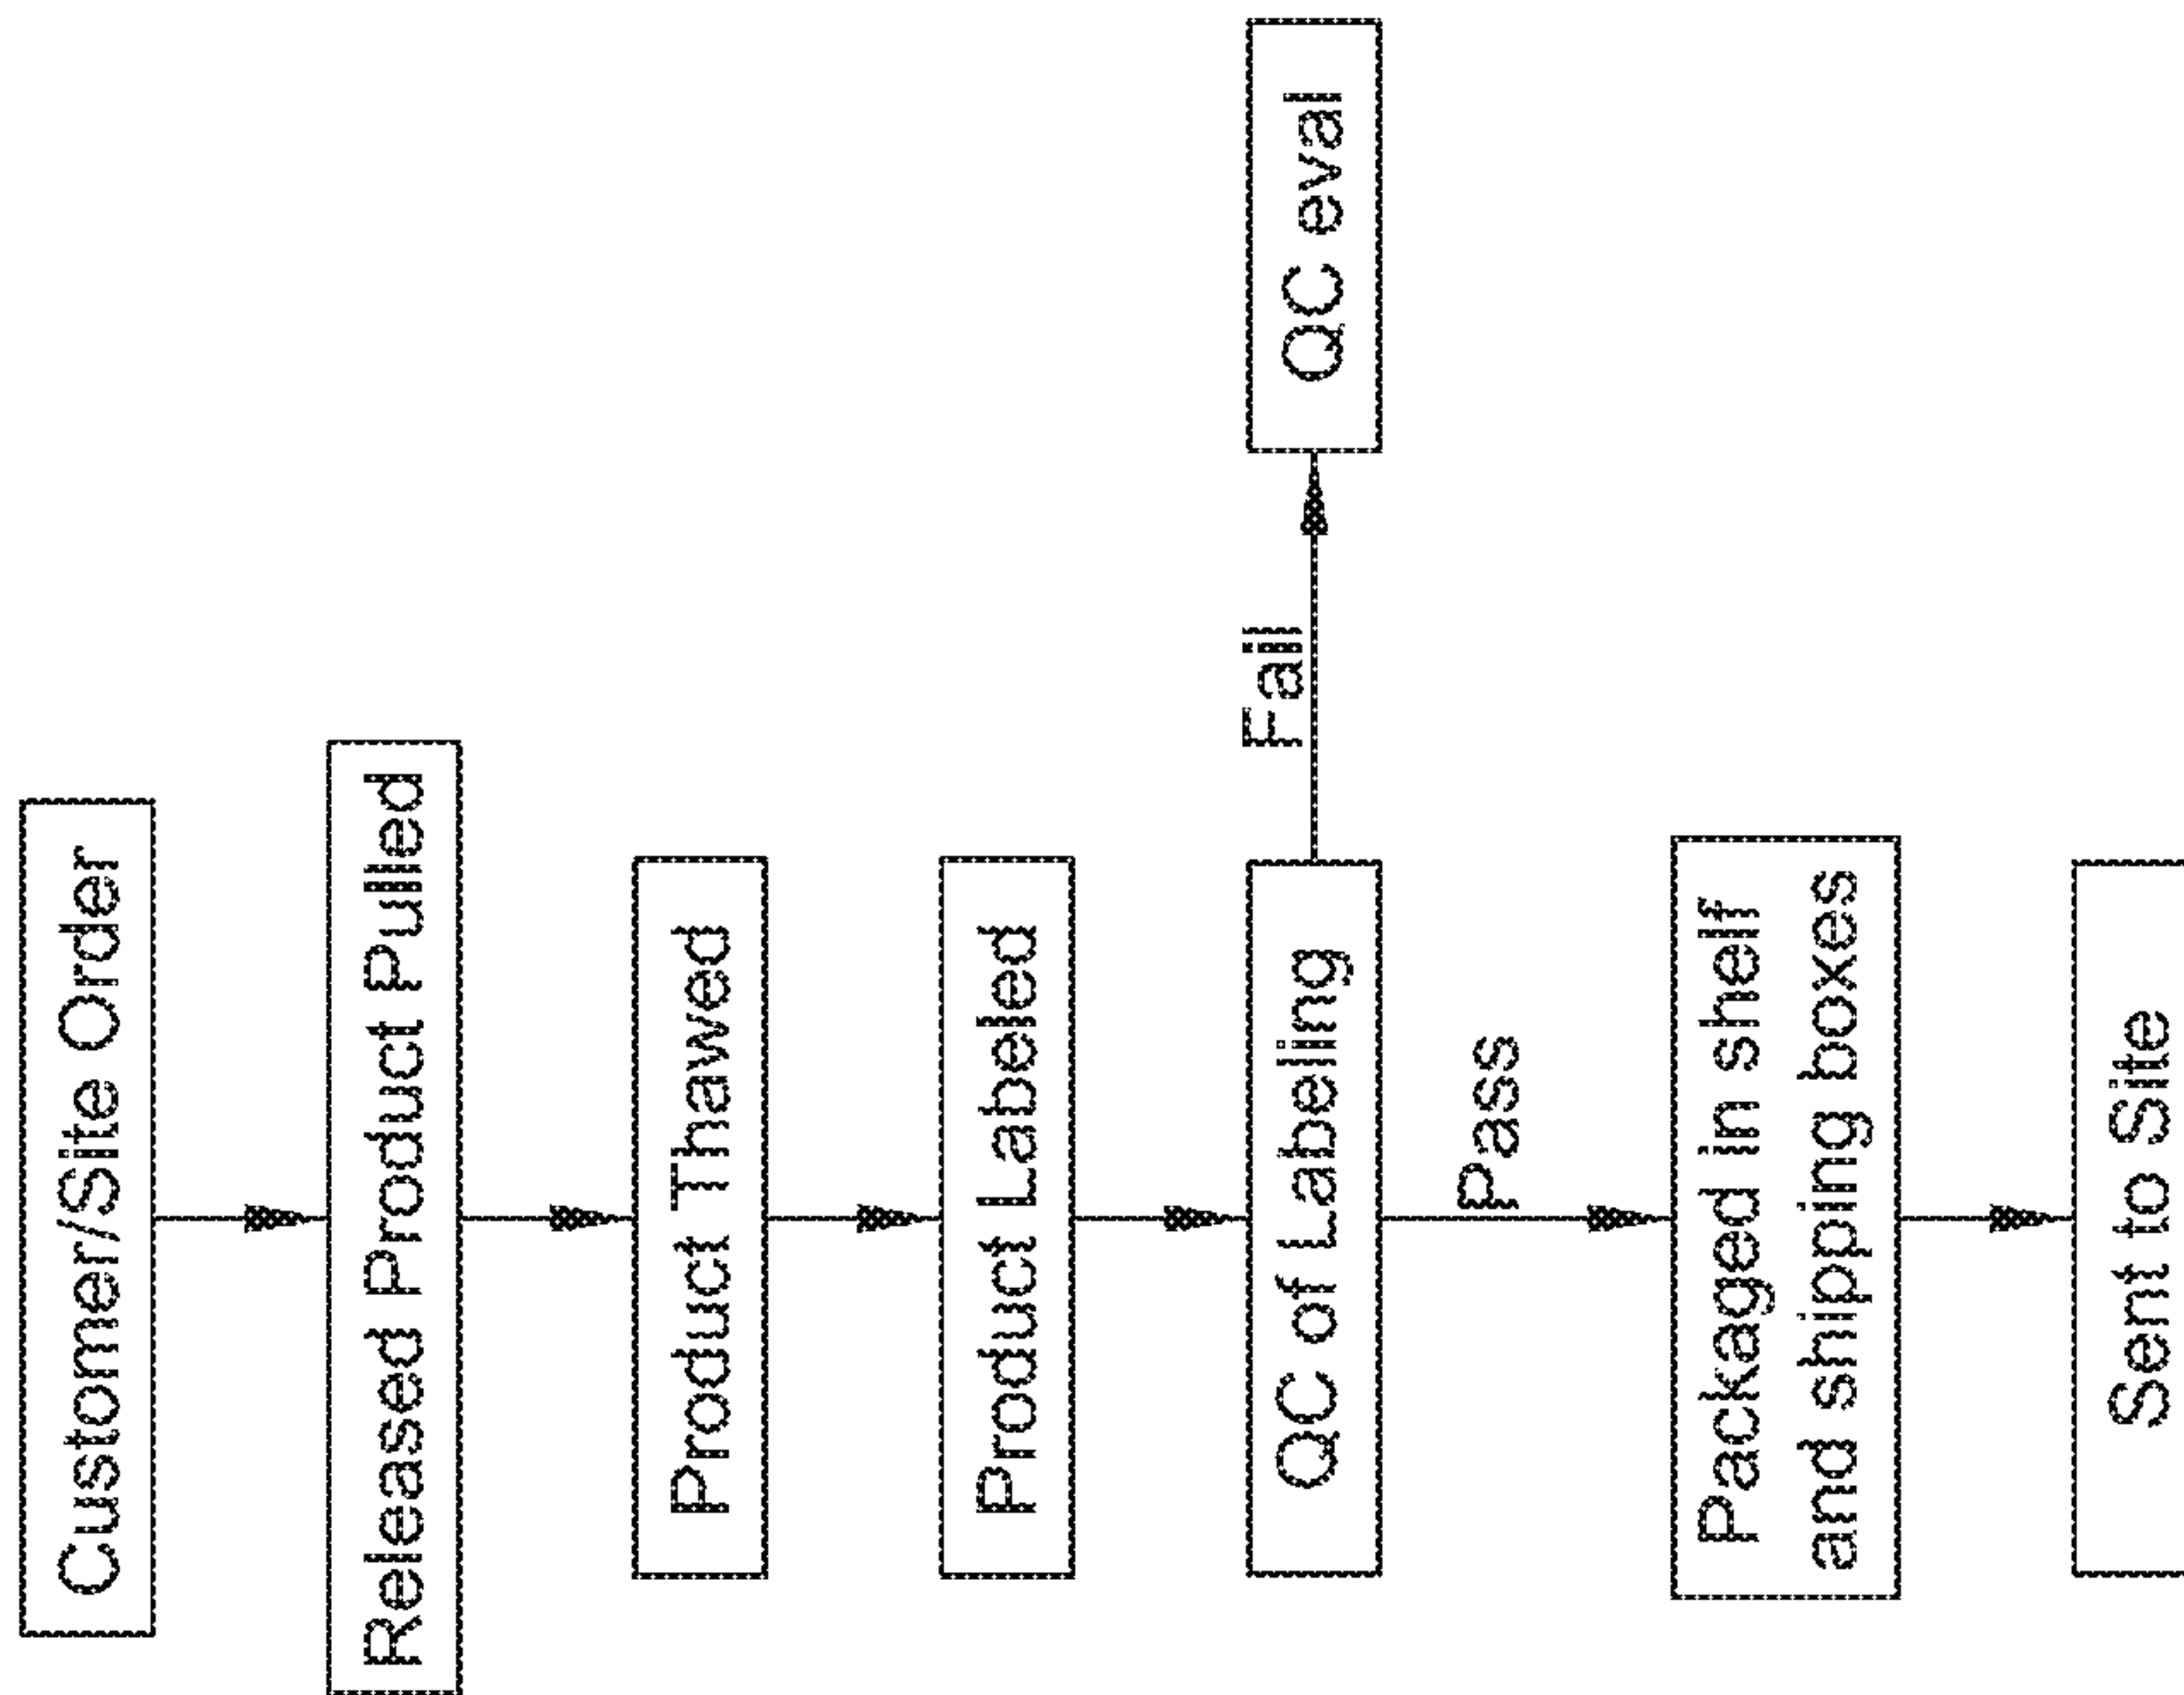 Customer/Site Order
Released Product Pulled
Product Thawed
Product Labeled
QC of Labeling
Fail
QC eval
Pass
Packaged in shelf
and shipping boxes
Sent to Site